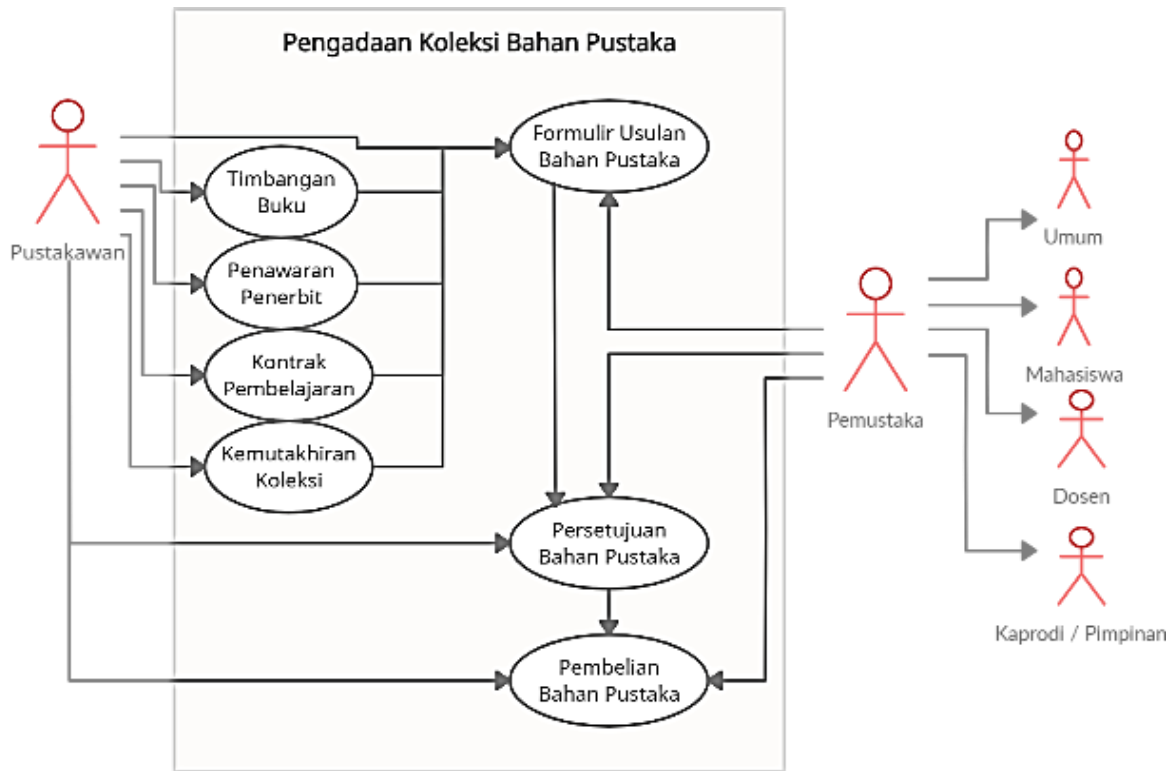 Pengadaan Koleksi Bahan Pustaka
Formulir Usulan
Bahan Pustaka
Timbangan
Buku
Pustakawan
Penawaran
Penerbit
Kontrak
Pembelajaran
Kemutakhiran
Koleksi
Persetujuan
Bahan Pustaka
Pembelian
Bahan Pustaka
Pemustaka
Umum
Mahasiswa
Dosen
Kaprodi / Pimpinan